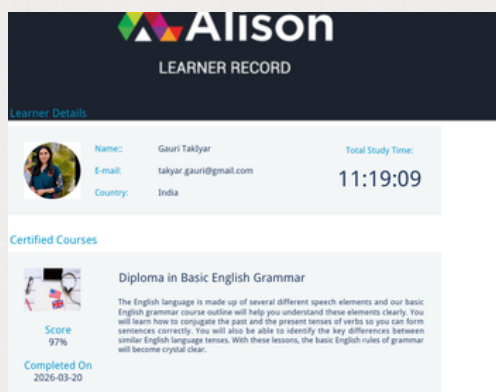 Alison
LEARNER RECORD
Learner Details
Name::
Gauri Taklyar
Total Study Time:
E-mail:
takyar.gauri@gmail.com
11:19:09
Country:
India
Certified Courses
Diploma in Basic English Grammar
The English language is made up of several different speech elements and our basic
English grammar course outline will help you understand these elements clearly. You
will learn how to conjugate the past and the present tenses of verbs so you can form
sentences correctly. You will also be able to identify the key differences between
similar English language tenses. With these lessons, the basic English rules of grammar
will become crystal clear.
Score
97%
Completed On
2026-03-20